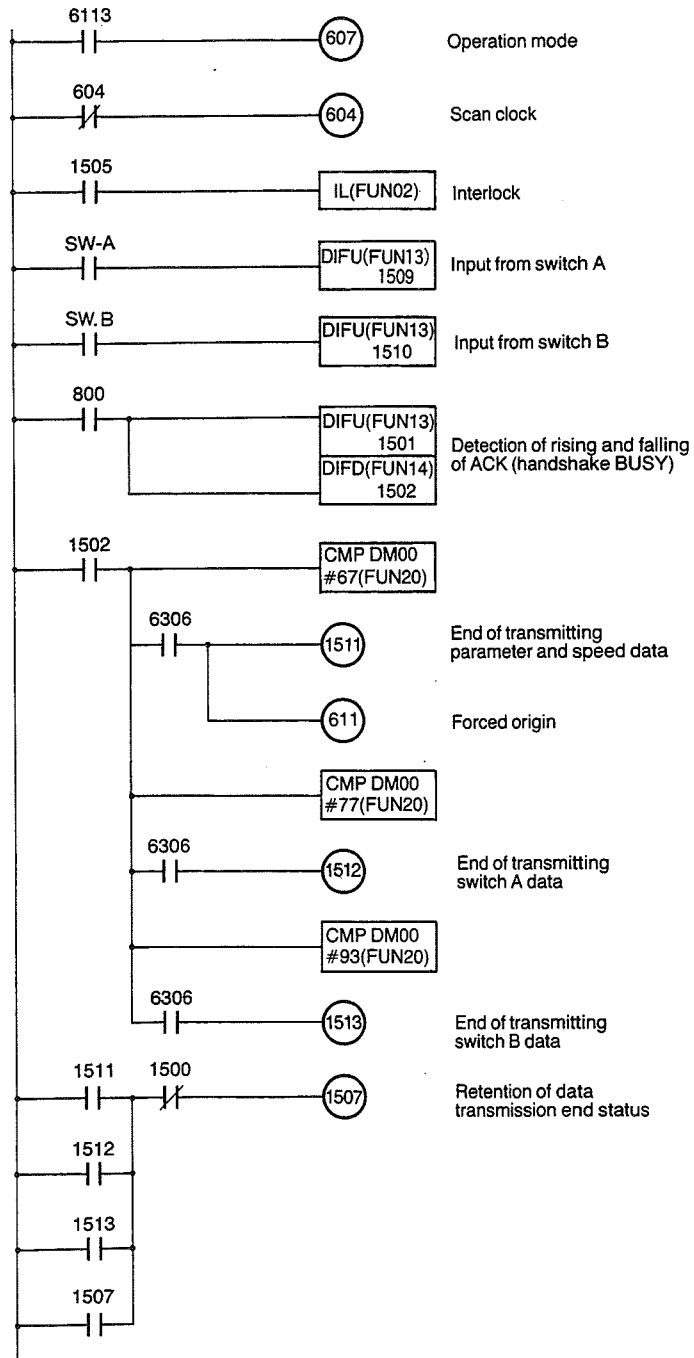 6113
607
Operation mode
604
604
Scan clock
1505
IL(FUN02)
Interlock
SW-A
DIFU(FUN13)
1509
Input from switch A
SW.B
DIFU(FUN13)
1510
Input from switch B
800
DIFU(FUN13)
1501
DIFD(FUN14)
1502
Detection of rising and falling
of ACK (handshake BUSY)
1502
CMP DM00
#67(FUN20)
6306
1511
End of transmitting
parameter and speed data
611
Forced origin
CMP DM00
#77(FUN20)
6306
1512
End of transmitting
switch A data
CMP DM00
#93(FUN20)
6306
1513
End of transmitting
switch B data
1511
1500
1507
Retention of data
transmission end status
1512
1513
1507